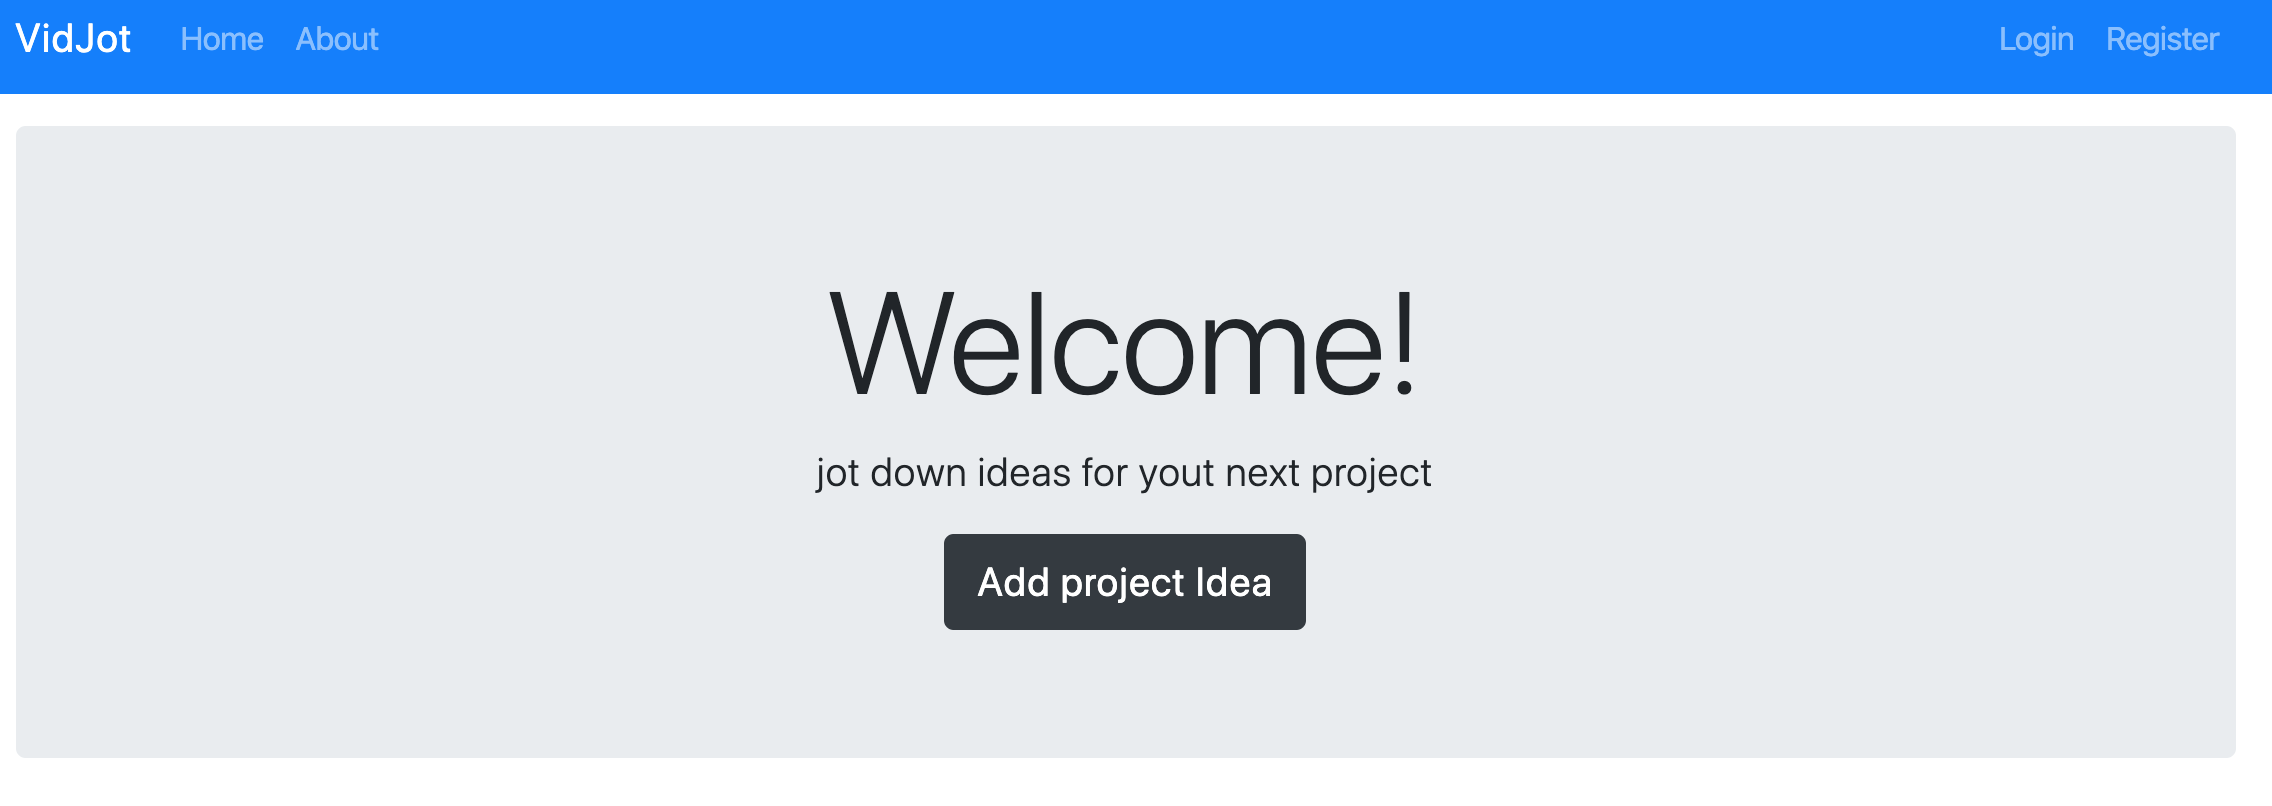 VidJot Home About Login Register
Welcome!
jot down ideas for yout next project
Add project Idea